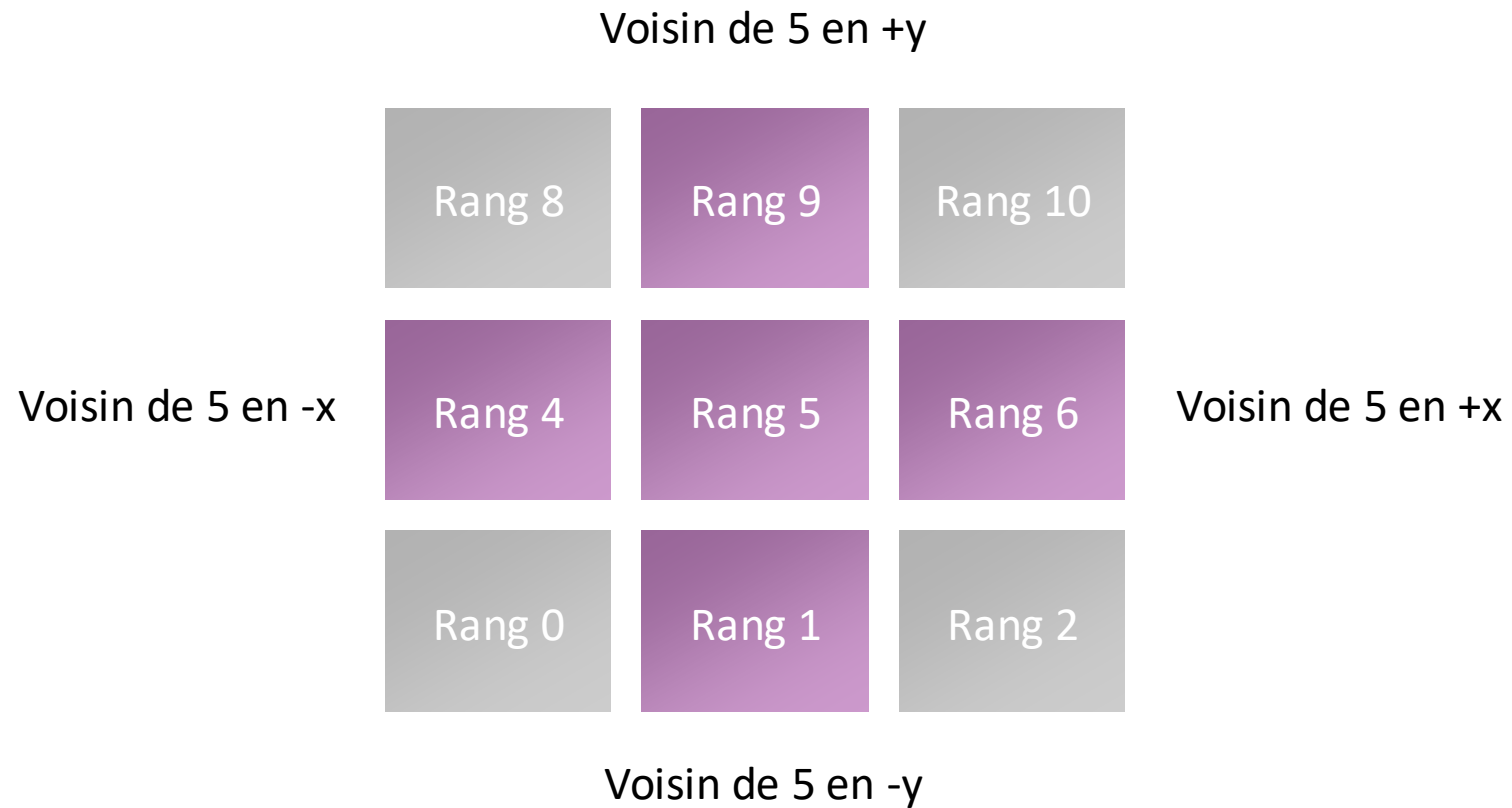 Voisin de 5 en +y
Rang 8
Rang 9
Rang 10
Voisin de 5 en -x
Rang 4
Rang 5
Rang 6
Voisin de 5 en +x
Rang 0
Rang 1
Rang 2
Voisin de 5 en -y